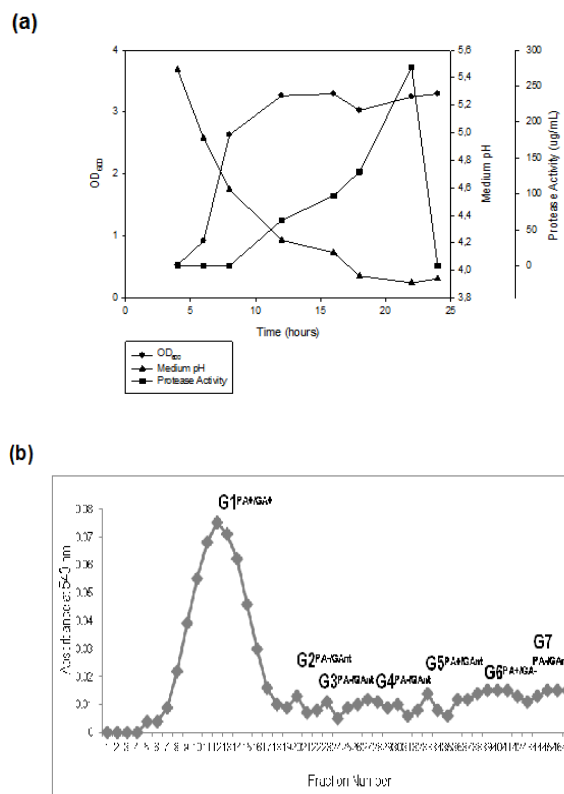 (a)
4
3
2
1
0
OD600
0 5 10 15 20 25
Time (hours)
5,6
5,4
5,2
5,0
4,8
4,6
4,4
4,2
4,0
3,8
Medium pH
300
250
200
150
100
50
0
Protease Activity (ug/mL)
OD600
Medium pH
Protease Activity
(b)
0.08
0.07
0.06
0.05
0.04
0.03
0.02
0.01
0
Absorbance at nm
G1PA+/GA+
G2PA-/GAnt
G3PA-/GAnt
G4PA-/GAnt
G5PA+/GAnt
G6PA+/GA-
G7
Fraction Number